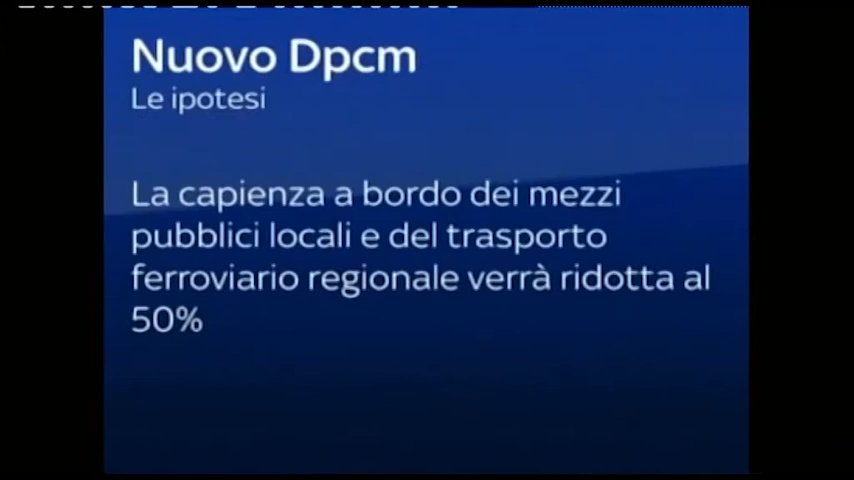 Nuovo Dpcm
Le ipotesi
La capienza a bordo dei mezzi
pubblici locali e del trasporto
ferroviario regionale verrà ridotta al
50%